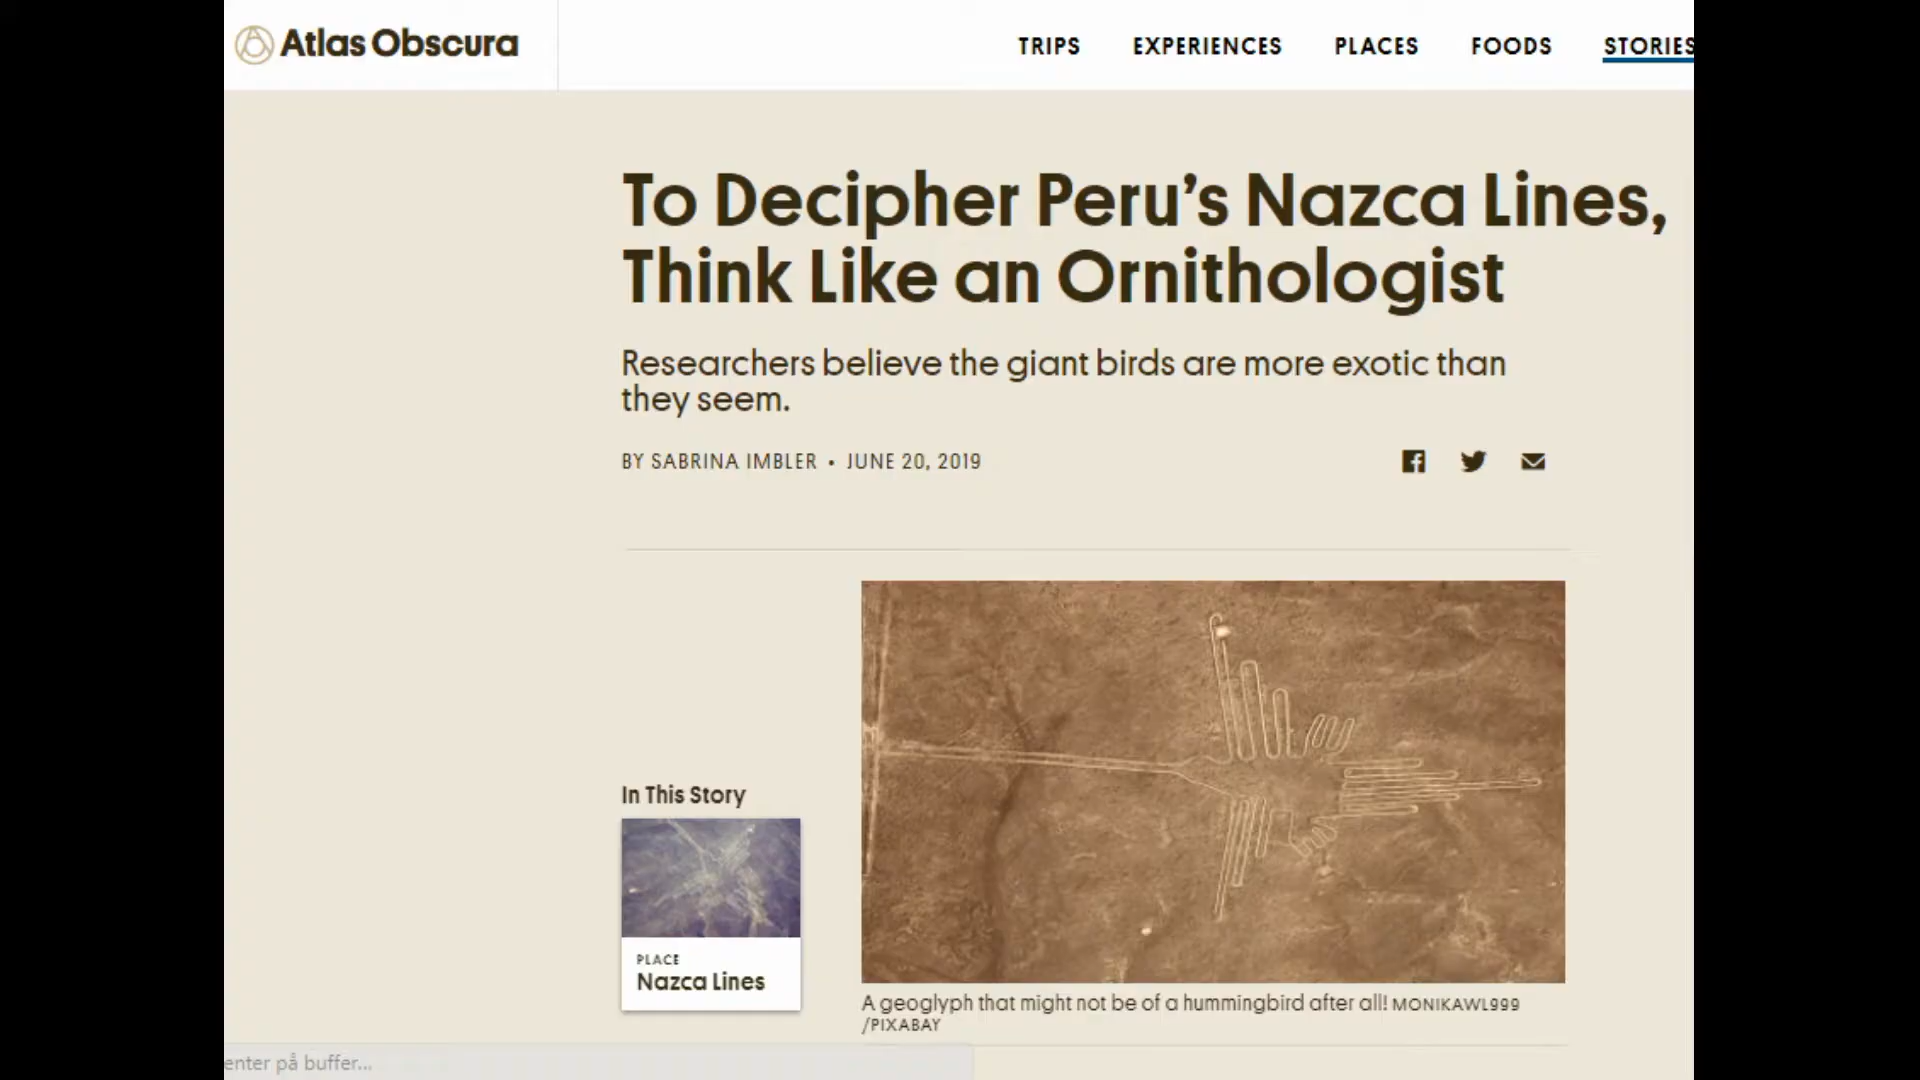 Atlas Obscura
TRIPS EXPERIENCES PLACES FOODS STORIES
To Decipher Peru’s Nazca Lines,
Think Like an Ornithologist
Researchers believe the giant birds are more exotic than
they seem.
BY SABRINA IMBLER • JUNE 20, 2019
In This Story
PLACE
Nazca Lines
A geoglyph that might not be of a hummingbird after all! MONIKAWL999
/PIXABAY
enter på buffer...